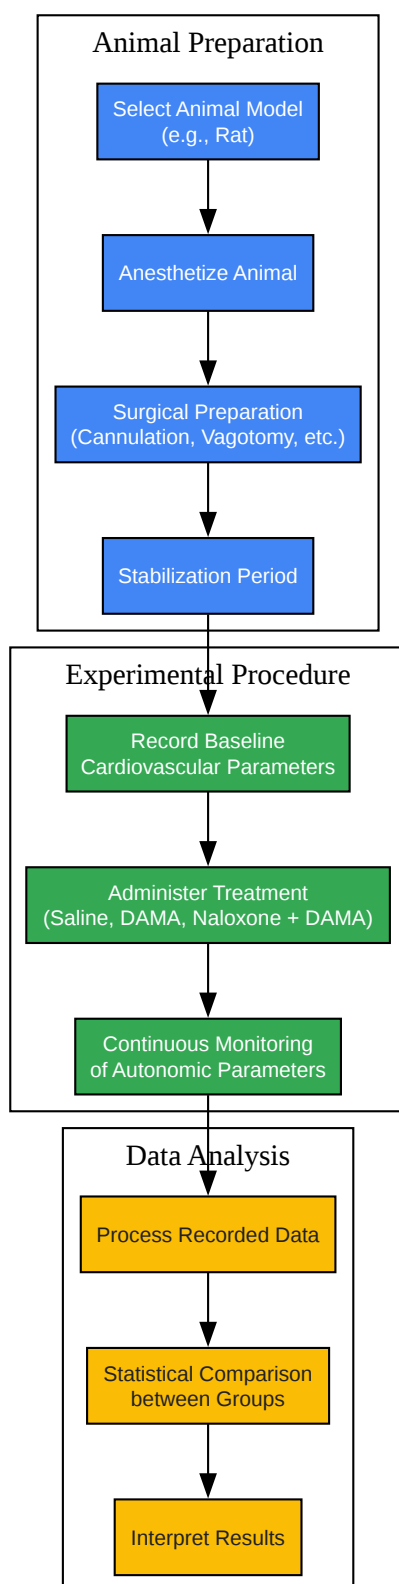 Animal Preparation
Select Animal Model
(e.g., Rat)
Anesthetize Animal
Surgical Preparation
(Cannulation, Vagotomy, etc.)
Stabilization Period
Experimental Procedure
Record Baseline
Cardiovascular Parameters
Administer Treatment
(Saline, DAMA, Naloxone + DAMA)
Continuous Monitoring
of Autonomic Parameters
Data Analysis
Process Recorded Data
Statistical Comparison
between Groups
Interpret Results